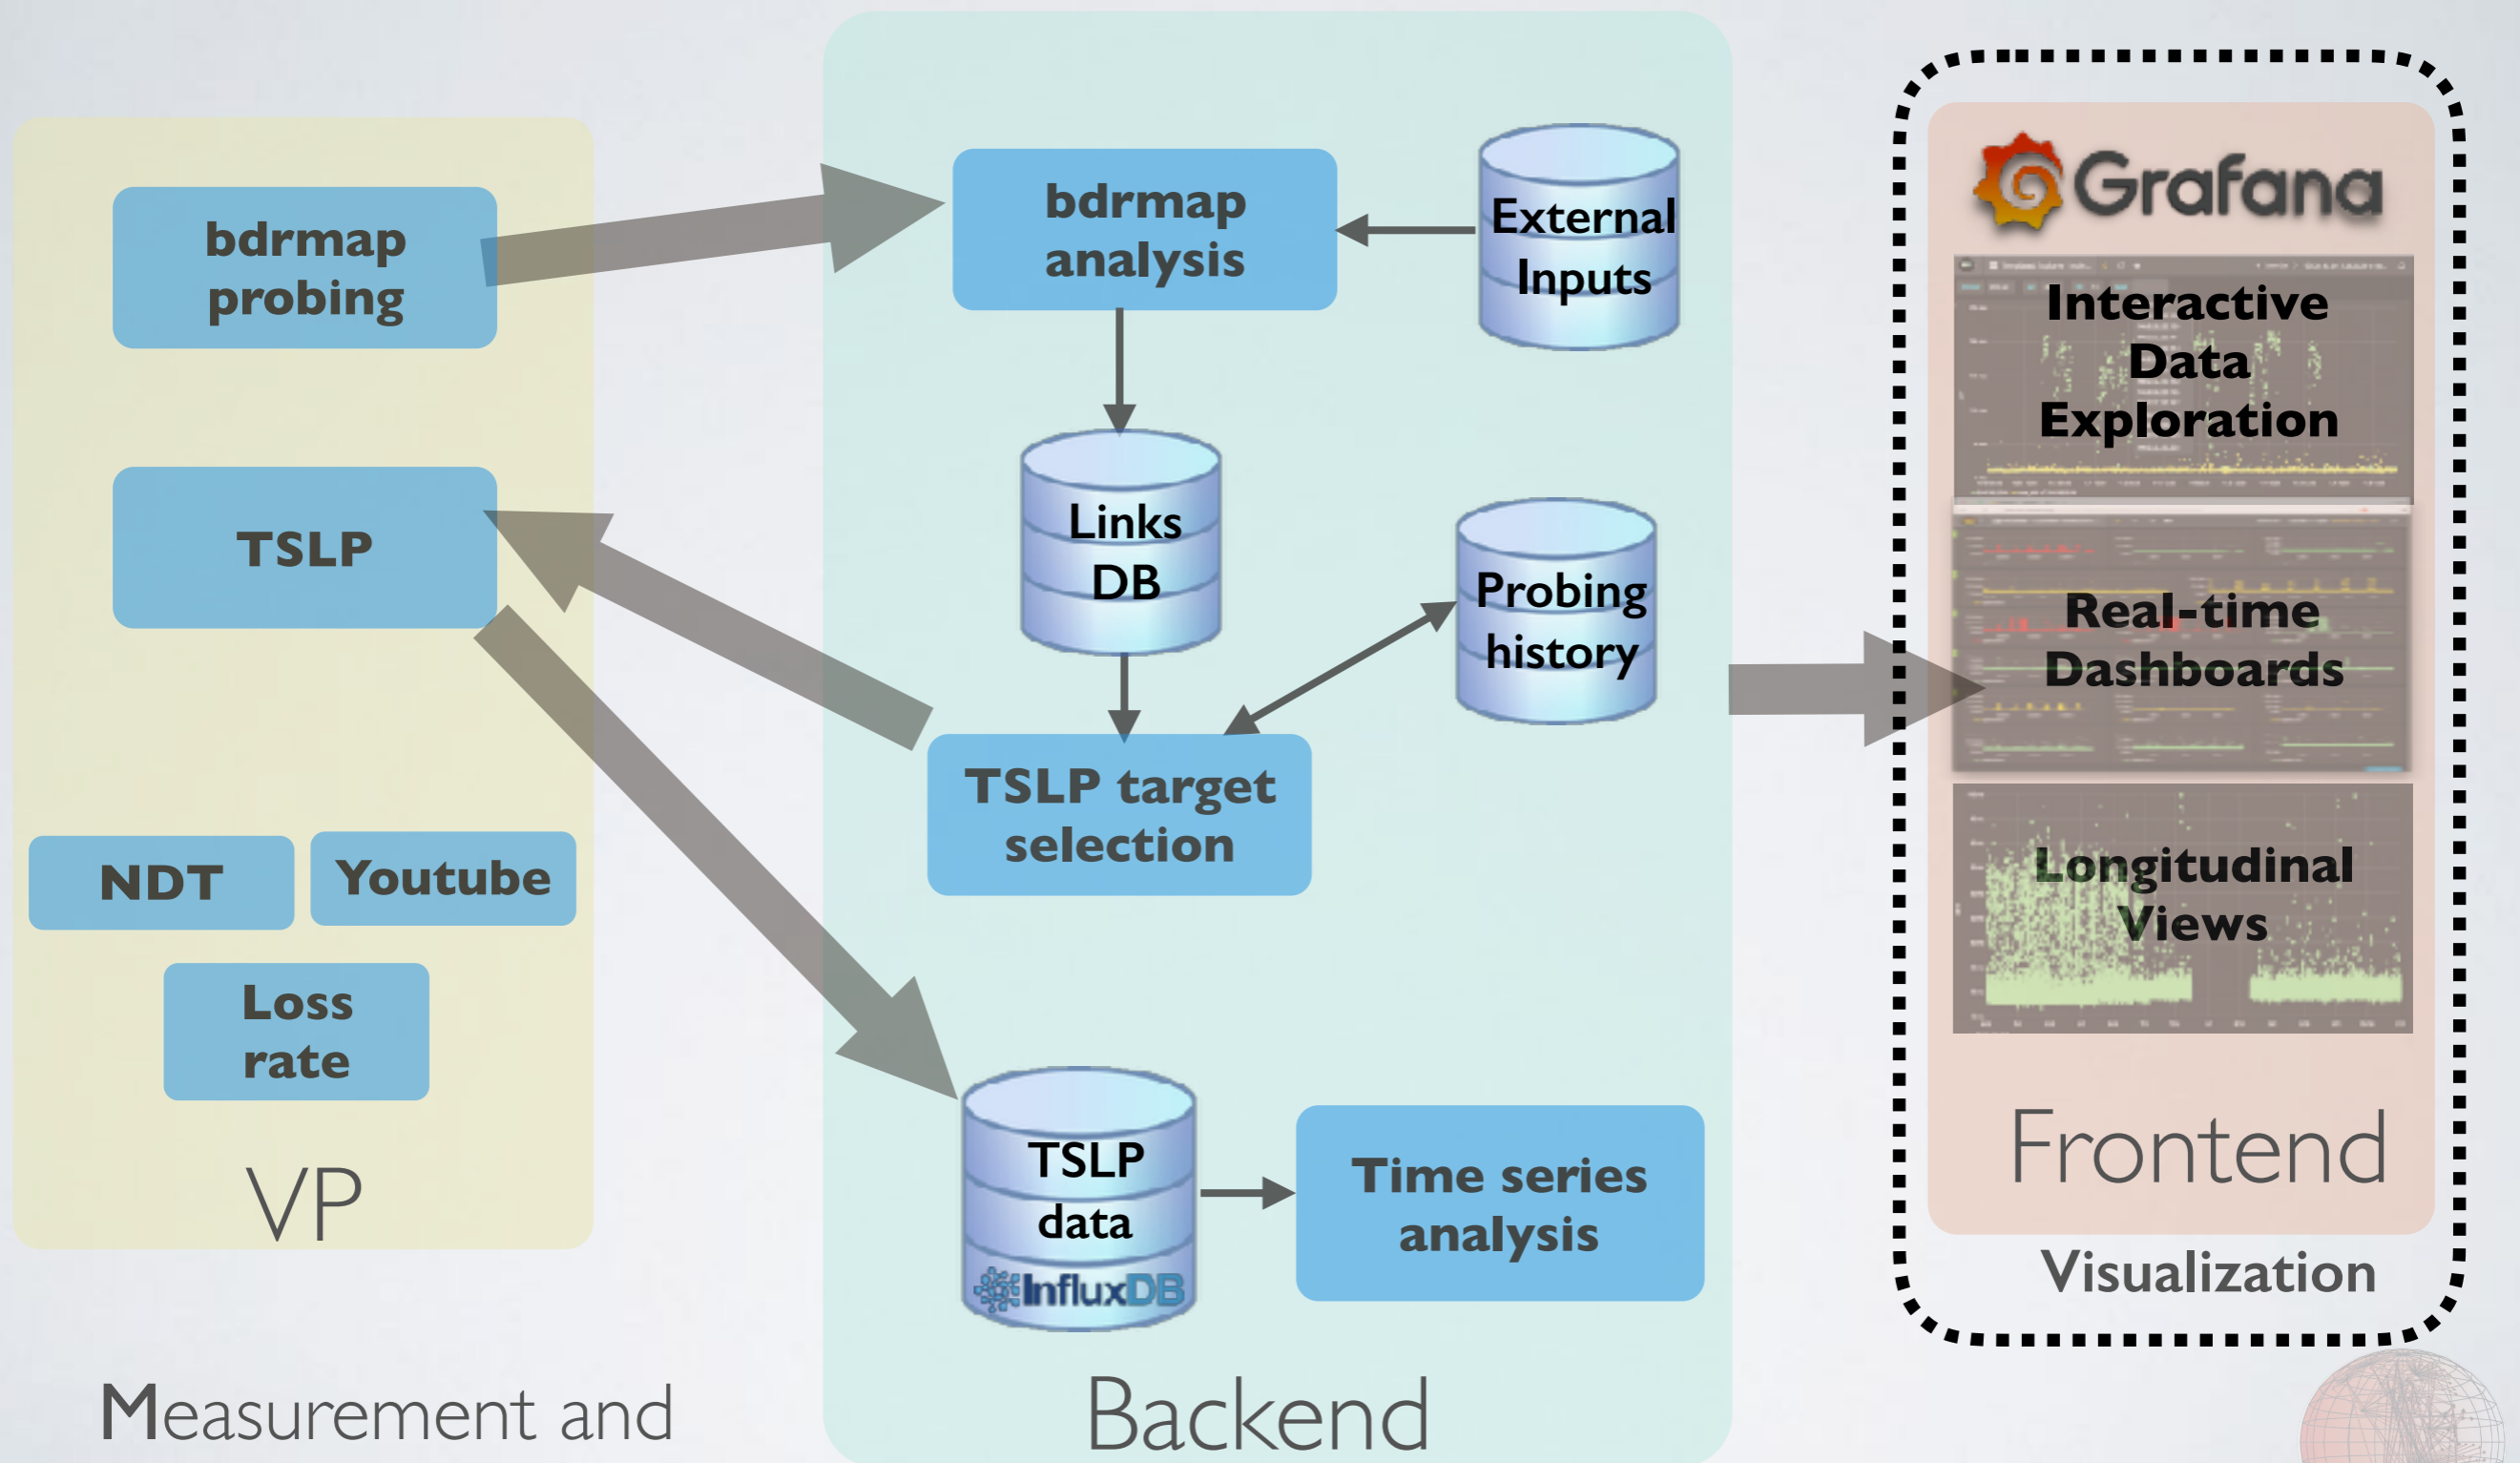 bdrmap
probing
TSLP
NDT
Youtube
Loss
rate
VP
Measurement and
bdrmap
analysis
External
Inputs
Links
DB
Probing
history
TSLP target
selection
TSLP
data
InfluxDB
Time series
analysis
Backend
Grafana
Interactive
Data
Exploration
Real-time
Dashboards
Longitudinal
Views
Frontend
Visualization